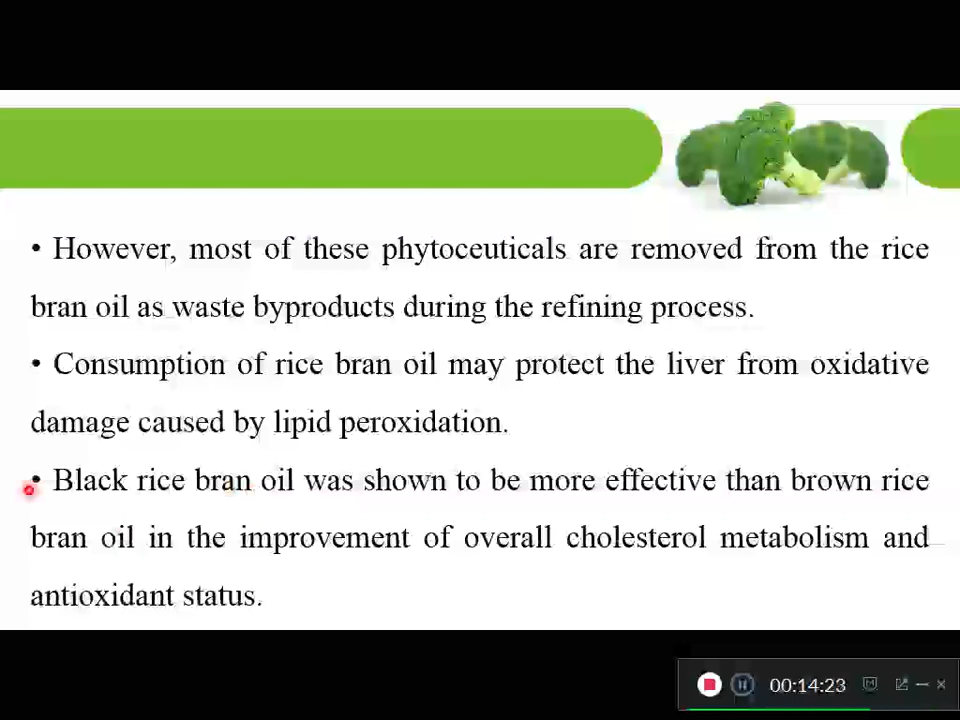 • However, most of these phytoceuticals are removed from the rice
bran oil as waste byproducts during the refining process.
• Consumption of rice bran oil may protect the liver from oxidative
damage caused by lipid peroxidation.
• Black rice bran oil was shown to be more effective than brown rice
bran oil in the improvement of overall cholesterol metabolism and
antioxidant status.
00:14:23